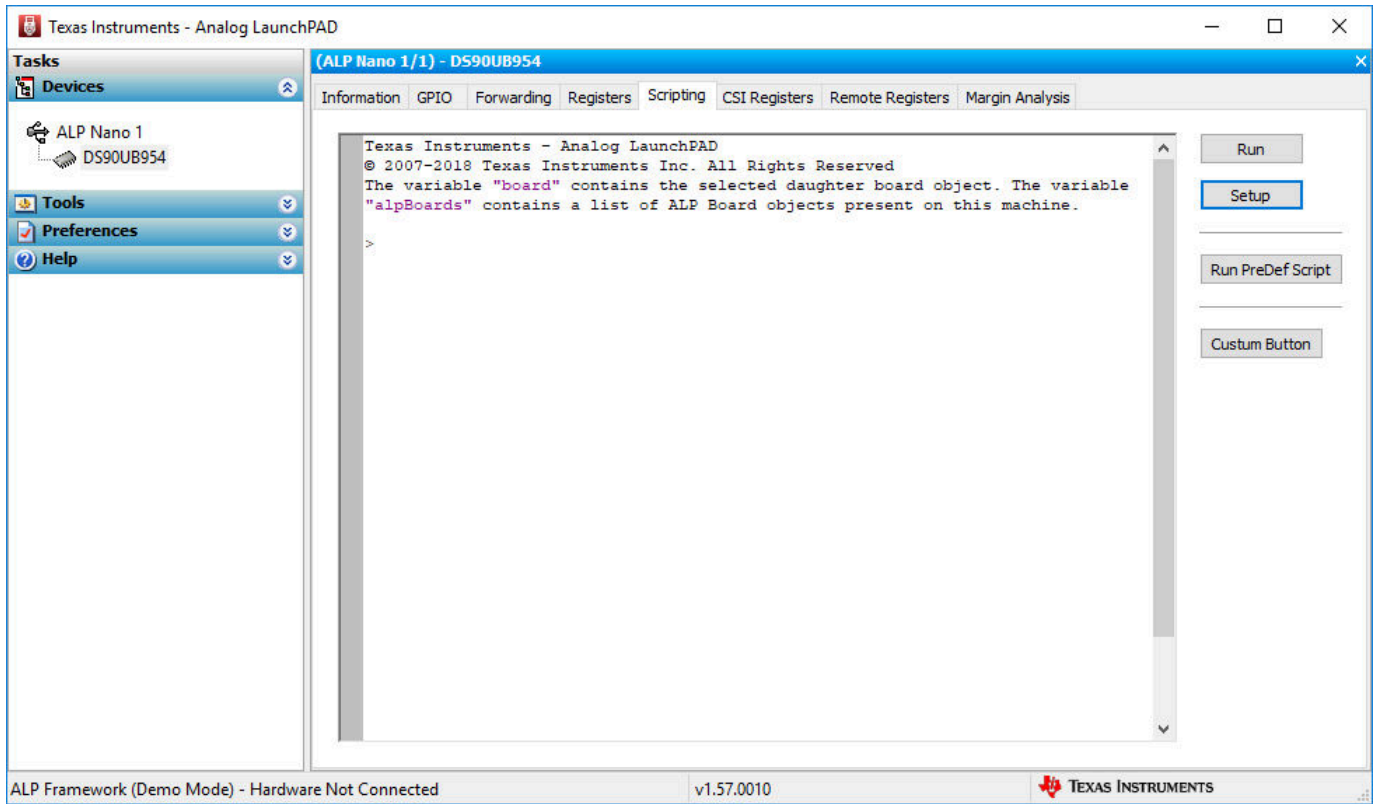 Texas Instruments - Analog LaunchPAD
Tasks
Devices
ALP Nano 1
DS90UB954
Tools
Preferences
Help
(ALP Nano 1/1) - DS90UB954
Information GPIO Forwarding Registers Scripting CSI Registers Remote Registers Margin Analysis
Texas Instruments - Analog LaunchPAD
© 2007-2018 Texas Instruments Inc. All Rights Reserved
The variable "board" contains the selected daughter board object. The variable
"alpBoards" contains a list of ALP Board objects present on this machine.
>
Run
Setup
Run PreDef Script
Custum Button
ALP Framework (Demo Mode) - Hardware Not Connected v1.57.0010 TEXAS INSTRUMENTS